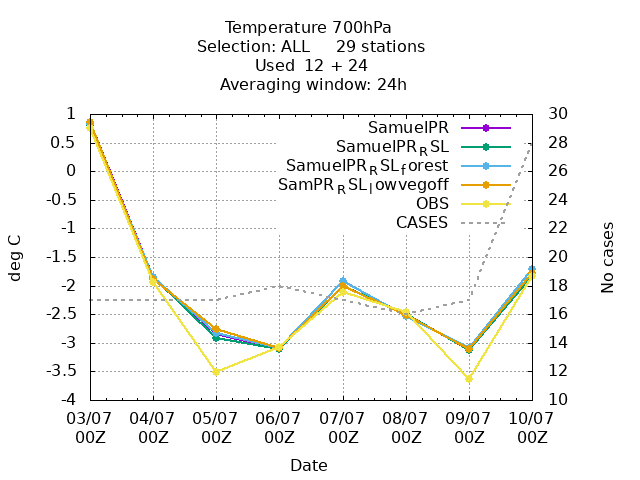 Temperature 700hPa
Selection: ALL 29 stations
Used 12 + 24
Averaging window: 24h
1 30
0.5 28
0 26
-0.5 24
-1 22
-1.5 20
-2 18
-2.5 16
-3 14
-3.5 12
-4 10
SamuelPR
SamuelPR_RSL
SamuelPR_RSL_forest
SamPR_RSL_lowvegoff
OBS
CASES
deg C
No cases
03/07 04/07 05/07 06/07 07/07 08/07 09/07 10/07
00Z 00Z 00Z 00Z 00Z 00Z 00Z 00Z
Date